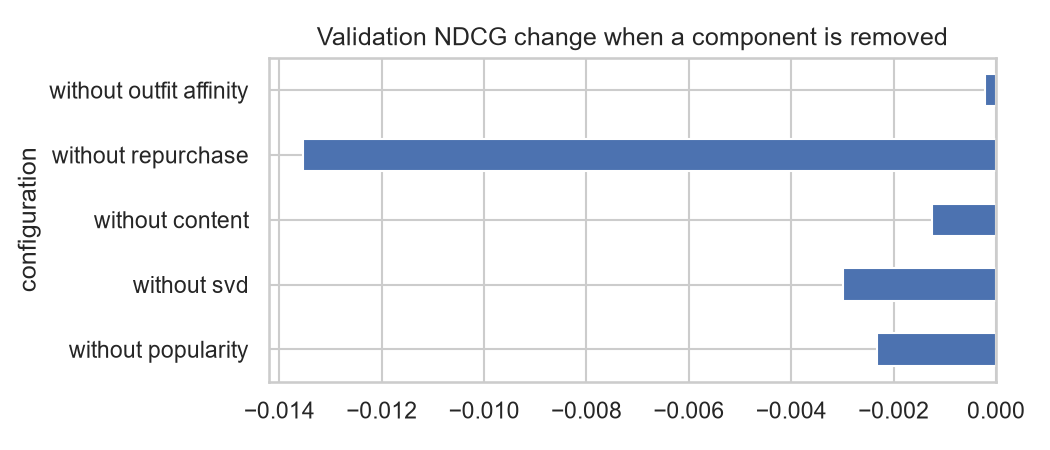 Validation NDCG change when a component is removed
configuration
without outfit affinity
without repurchase
without content
without svd
without popularity
−0.014 −0.012 −0.010 −0.008 −0.006 −0.004 −0.002 0.000